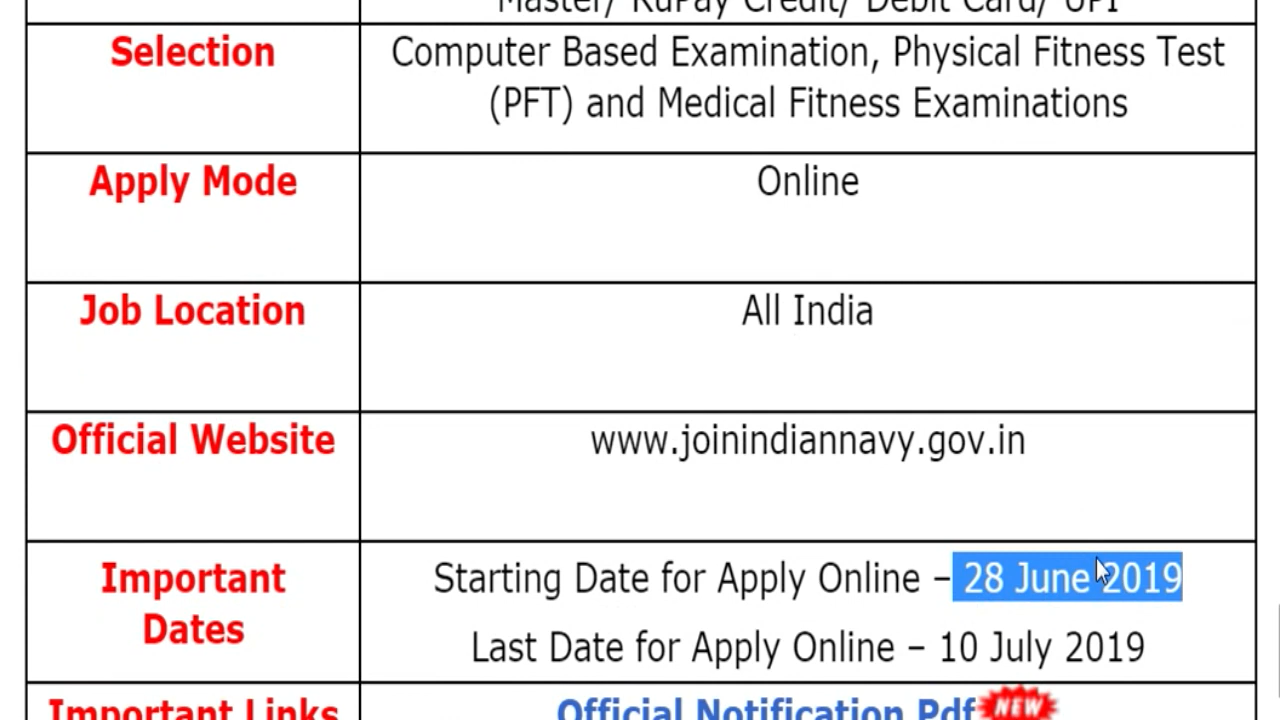 Master/ RuPay Credit/ Debit Card/ UPI
Selection
Computer Based Examination, Physical Fitness Test
(PFT) and Medical Fitness Examinations
Apply Mode
Online
Job Location
All India
Official Website
www.joinindiannavy.gov.in
Important
Dates
Starting Date for Apply Online – 28 June 2019
Last Date for Apply Online – 10 July 2019
Important Links
Official Notification Pdf NEW